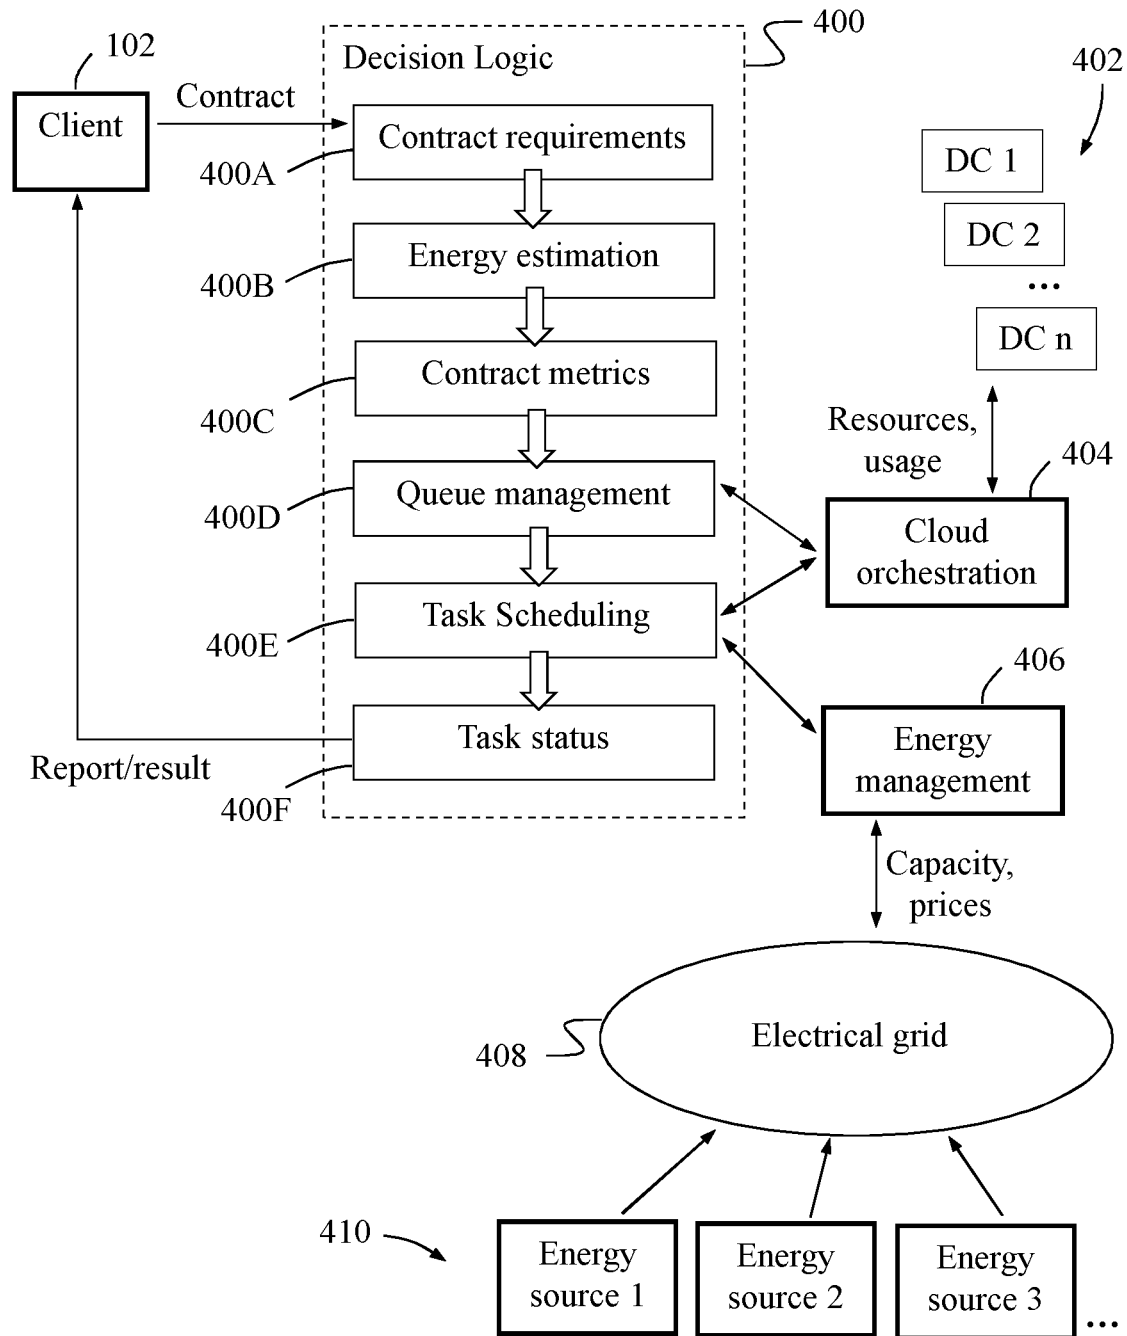 102
400
Decision Logic
402
Client
Contract
Contract requirements
400A
DC 1
DC 2
...
DC n
Energy estimation
400B
Contract metrics
400C
Resources,
usage
404
Queue management
400D
Cloud
orchestration
Task Scheduling
400E
406
Task status
Report/result
400F
Energy
management
Capacity,
prices
Electrical grid
408
410
Energy
source 1
Energy
source 2
Energy
source 3
...